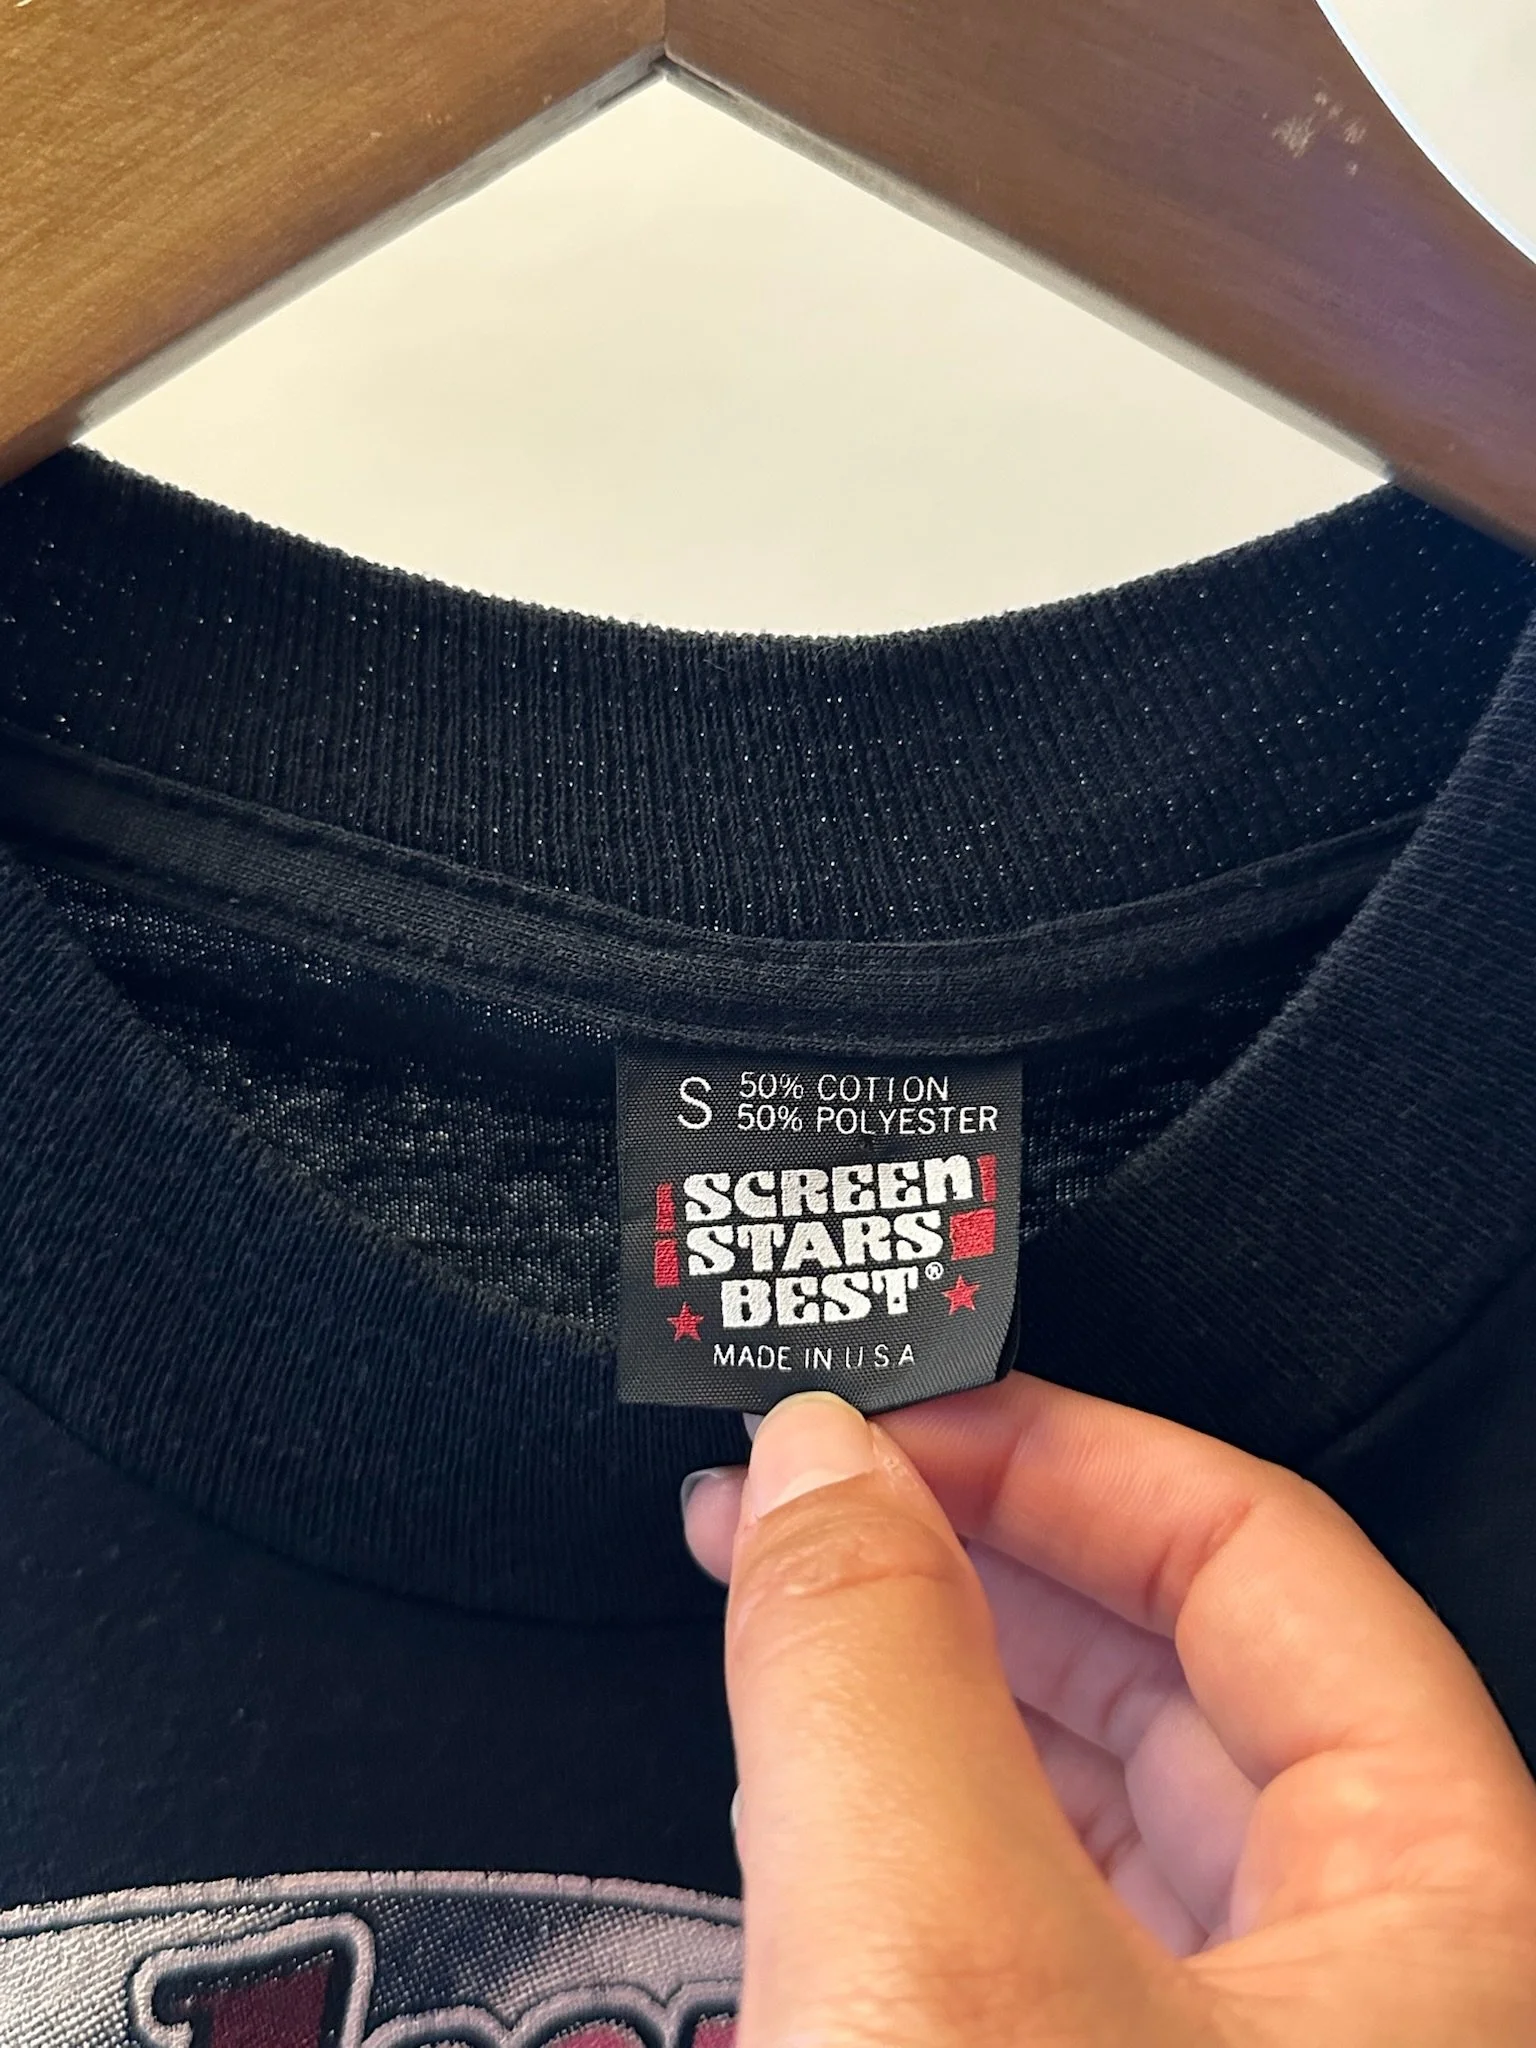 S 50% COTTON
50% POLYESTER
SCREEN
STARS
BEST®
MADE IN U S A